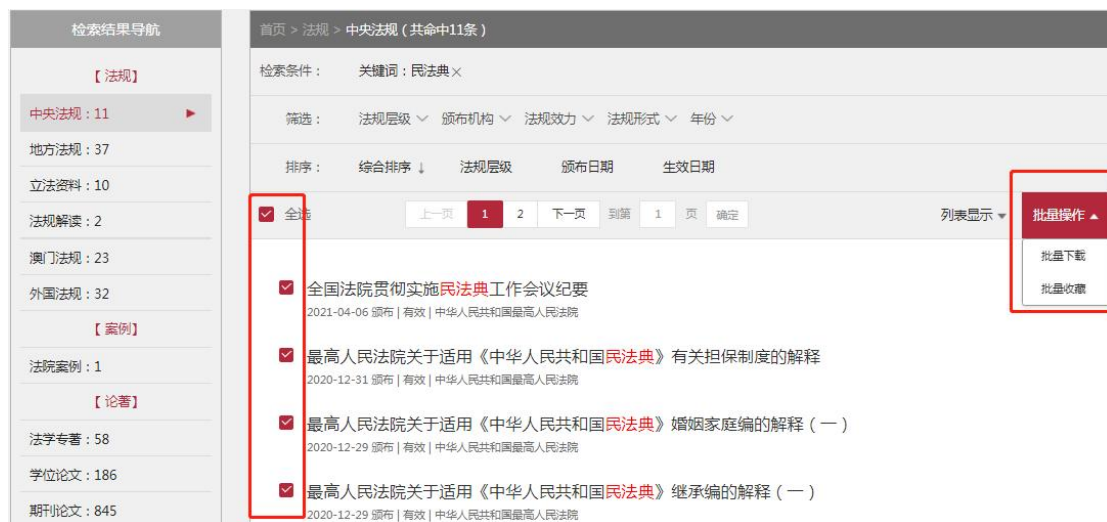 检索结果导航
【 法规】
中央法规：11
地方法规：37
立法资料：10
法规解读：2
澳门法规：23
外国法规：32
【 案例】
法院案例：1
【 论著】
法学专著：58
学位论文：186
期刊论文：845
首页 > 法规 > 中央法规（共命中11条）
检索条件： 关键词：民法典×
筛选： 法规层级 颁布机构 法规效力 法规形式 年份
排序： 综合排序 ↓ 法规层级 颁布日期 生效日期
全选 上一页 1 2 下一页 到第 1 页 确定 列表显示 批量操作
批量下载
批量收藏
全国法院贯彻实施民法典工作会议纪要
2021-04-06 颁布 | 有效 | 中华人民共和国最高人民法院
最高人民法院关于适用《中华人民共和国民法典》有关担保制度的解释
2020-12-31 颁布 | 有效 | 中华人民共和国最高人民法院
最高人民法院关于适用《中华人民共和国民法典》婚姻家庭编的解释（一）
2020-12-29 颁布 | 有效 | 中华人民共和国最高人民法院
最高人民法院关于适用《中华人民共和国民法典》继承编的解释（一）
2020-12-29 颁布 | 有效 | 中华人民共和国最高人民法院